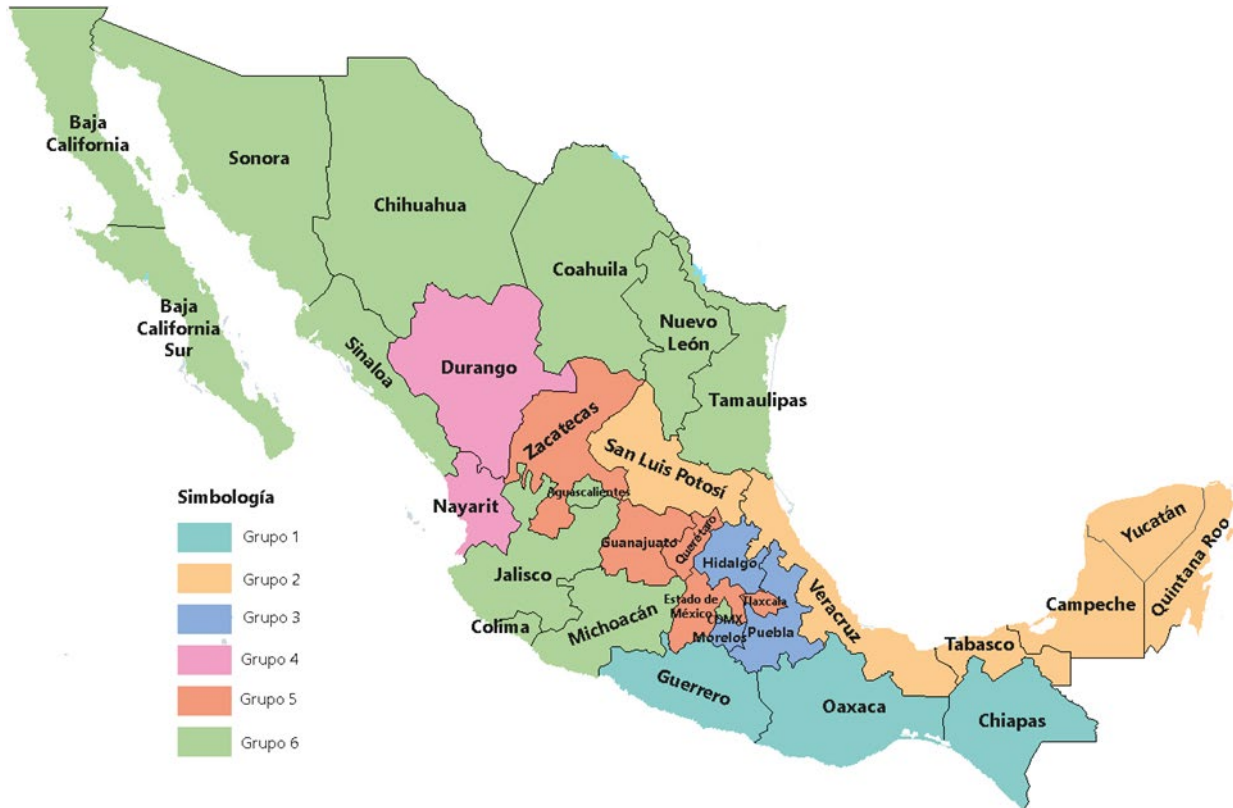 Baja
California
Sonora
Chihuahua
Coahuila
Baja
California
Sur
Sinaloa
Nuevo
León
Durango
Tamaulipas
Zacatecas
San Luis Potosí
Nayarit
Aguascalientes
Guanajuato
Querétaro
Hidalgo
Jalisco
Estado de
México
Tlaxcala
CDMX
Colima
Michoacán
Morelos
Puebla
Veracruz
Yucatán
Quintana Roo
Campeche
Tabasco
Guerrero
Oaxaca
Chiapas
Simbología
Grupo 1
Grupo 2
Grupo 3
Grupo 4
Grupo 5
Grupo 6